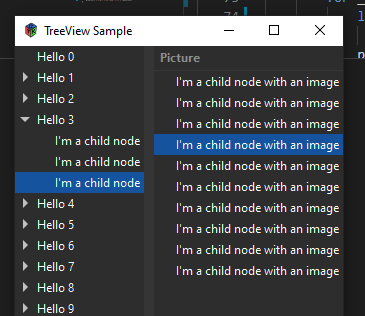 73
for
74
TreeView Sample
Hello 0
Hello 1
Hello 2
Hello 3
I'm a child node
I'm a child node
I'm a child node
Hello 4
Hello 5
Hello 6
Hello 7
Hello 8
Hello 9
Picture
I'm a child node with an image
I'm a child node with an image
I'm a child node with an image
I'm a child node with an image
I'm a child node with an image
I'm a child node with an image
I'm a child node with an image
I'm a child node with an image
I'm a child node with an image
I'm a child node with an image